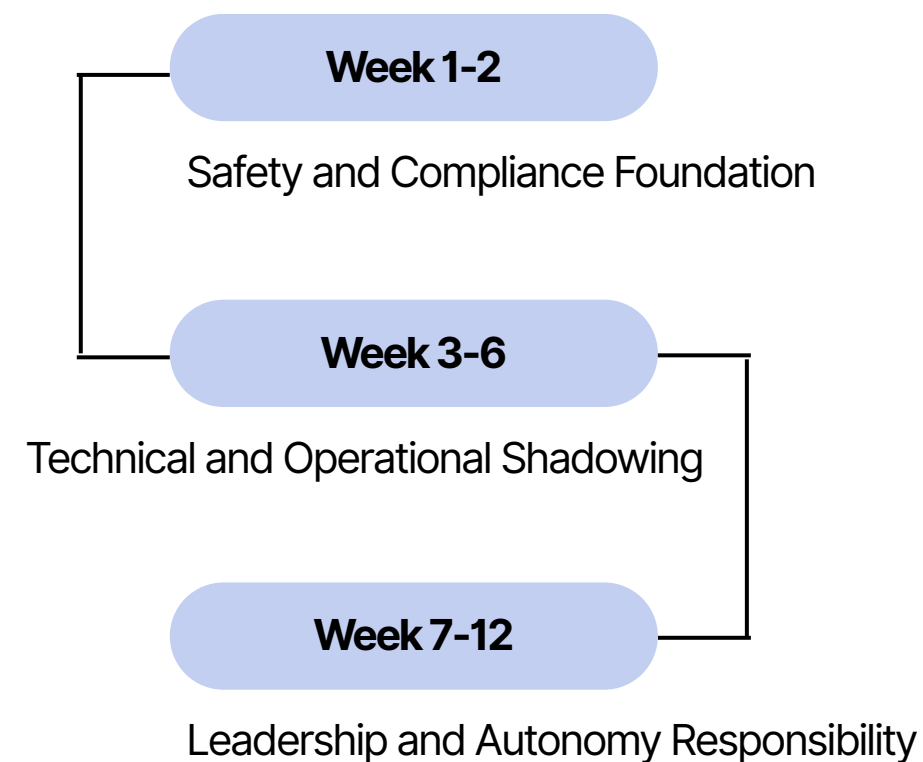 Week 1-2
Safety and Compliance Foundation
Week 3-6
Technical and Operational Shadowing
Week 7-12
Leadership and Autonomy Responsibility